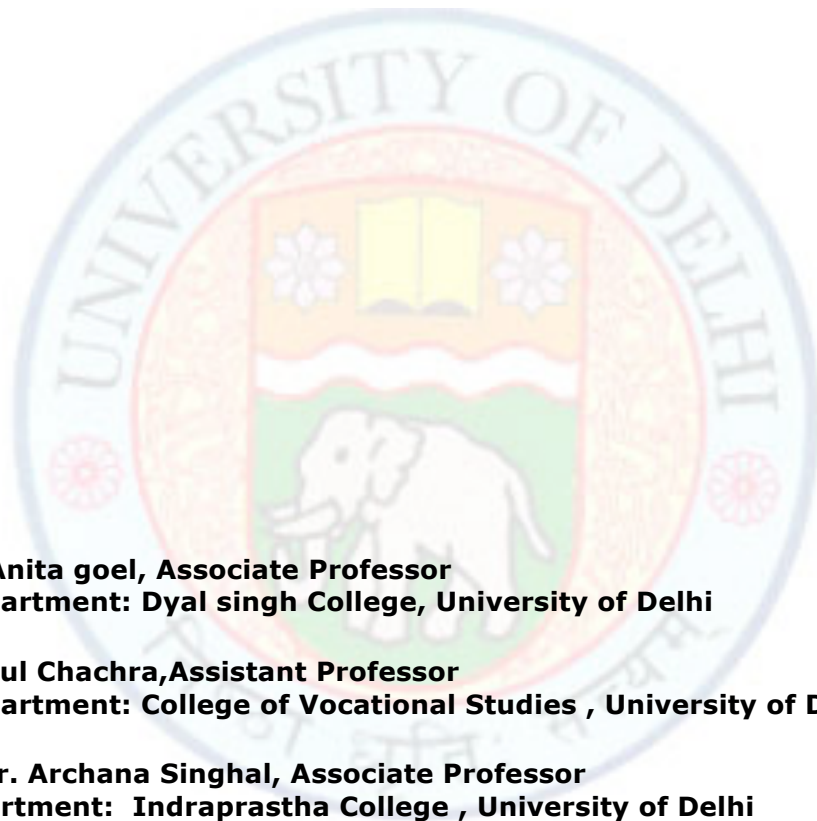 UNIVERSITY OF DELHI
Anita goel, Associate Professor
artment: Dyal singh College, University of Delhi
ul Chachra,Assistant Professor
artment: College of Vocational Studies , University of D
r. Archana Singhal, Associate Professor
rtment: Indraprastha College , University of Delhi